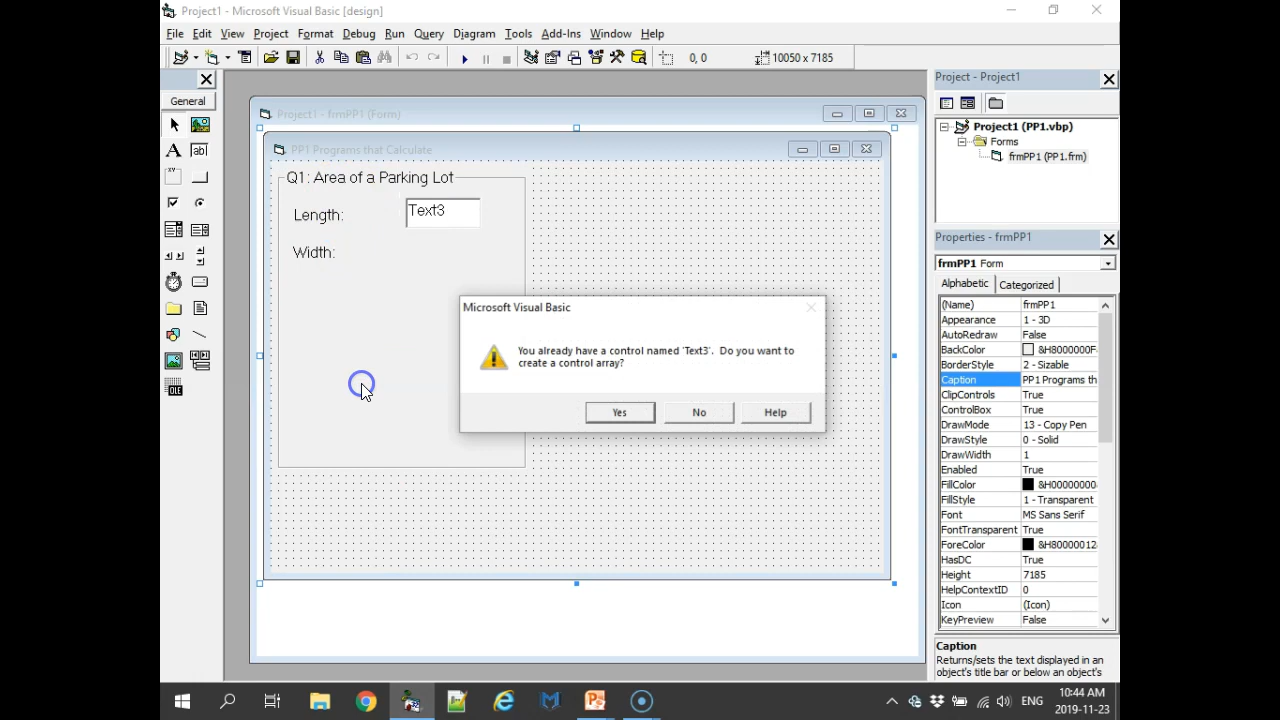 Project1 - Microsoft Visual Basic [design]
File Edit View Project Format Debug Run Query Diagram Tools Add-Ins Window Help
0, 0 10050 x 7185
General
Project1 - frmPP1 (Form)
PP1 Programs that Calculate
Q1: Area of a Parking Lot
Length: Text3
Width:
Microsoft Visual Basic
You already have a control named 'Text3'. Do you want to
create a control array?
Yes No Help
Project - Project1
Project1 (PP1.vbp)
Forms
frmPP1 (PP1.frm)
Properties - frmPP1
frmPP1 Form
Alphabetic Categorized
(Name) frmPP1
Appearance 1 - 3D
AutoRedraw False
BackColor &H8000000F
BorderStyle 2 - Sizable
Caption PP1 Programs th
ClipControls True
ControlBox True
DrawMode 13 - Copy Pen
DrawStyle 0 - Solid
DrawWidth 1
Enabled True
FillColor &H00000000
FillStyle 1 - Transparent
Font MS Sans Serif
FontTransparent True
ForeColor &H80000012
HasDC True
Height 7185
HelpContextID 0
Icon (Icon)
KeyPreview False
Caption
Returns/sets the text displayed in an
object's title bar or below an object's
ENG
10:44 AM
2019-11-23